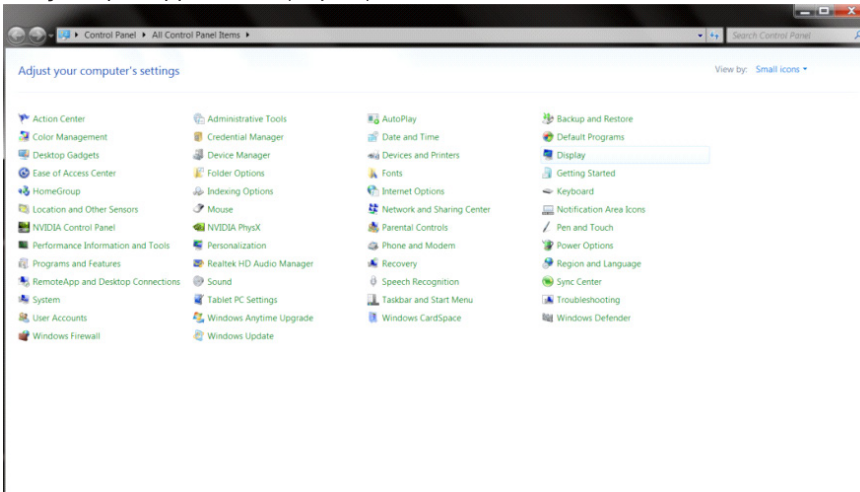 Control Panel ▸ All Control Panel Items ▸ Search Control Panel
Adjust your computer's settings View by: Small icons
Action Center Administrative Tools AutoPlay Backup and Restore
Color Management Credential Manager Date and Time Default Programs
Desktop Gadgets Device Manager Devices and Printers Display
Ease of Access Center Folder Options Fonts Getting Started
HomeGroup Indexing Options Internet Options Keyboard
Location and Other Sensors Mouse Network and Sharing Center Notification Area Icons
NVIDIA Control Panel NVIDIA PhysX Parental Controls Pen and Touch
Performance Information and Tools Personalization Phone and Modem Power Options
Programs and Features Realtek HD Audio Manager Recovery Region and Language
RemoteApp and Desktop Connections Sound Speech Recognition Sync Center
System Tablet PC Settings Taskbar and Start Menu Troubleshooting
User Accounts Windows Anytime Upgrade Windows CardSpace Windows Defender
Windows Firewall Windows Update